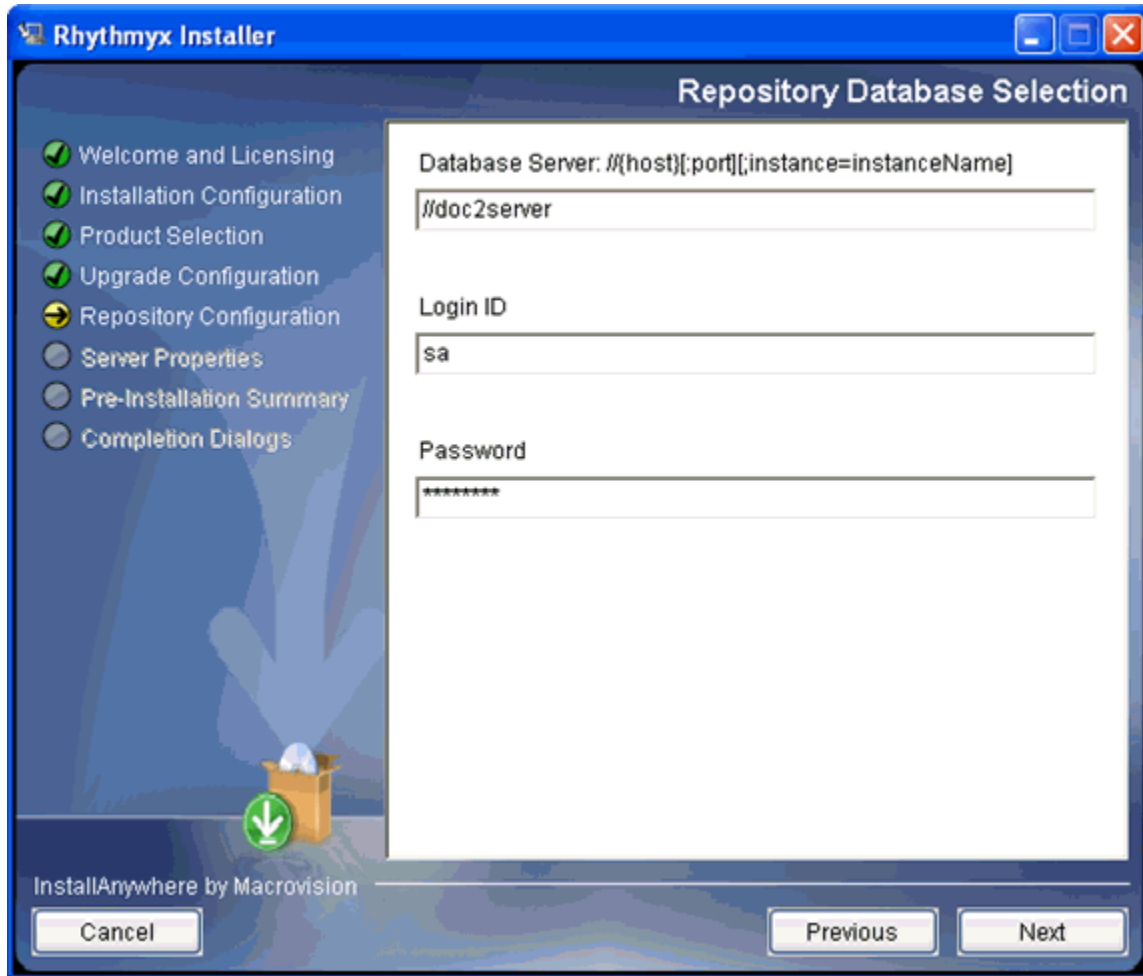 Rhythmyx Installer
Repository Database Selection
Welcome and Licensing
Installation Configuration
Product Selection
Upgrade Configuration
Repository Configuration
Server Properties
Pre-Installation Summary
Completion Dialogs
Database Server: //{host}[:port][;instance=instanceName]
//doc2server
Login ID
sa
Password
********
InstallAnywhere by Macrovision
Cancel
Previous
Next